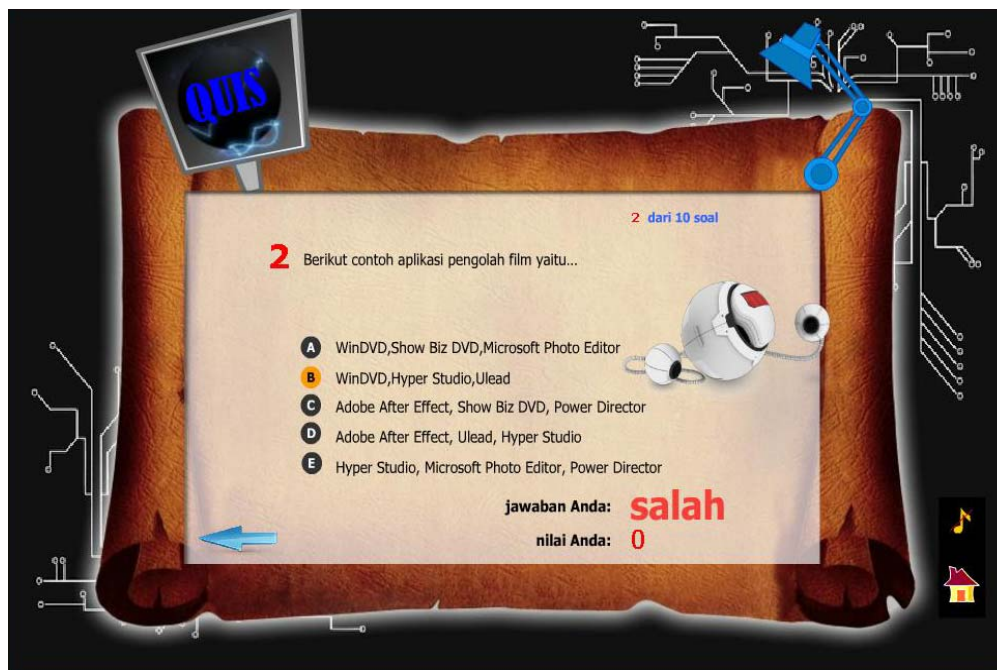 QUIS
2 dari 10 soal
2 Berikut contoh aplikasi pengolah film yaitu...
A WinDVD,Show Biz DVD,Microsoft Photo Editor
B WinDVD,Hyper Studio,Ulead
C Adobe After Effect, Show Biz DVD, Power Director
D Adobe After Effect, Ulead, Hyper Studio
E Hyper Studio, Microsoft Photo Editor, Power Director
jawaban Anda: salah
nilai Anda: 0